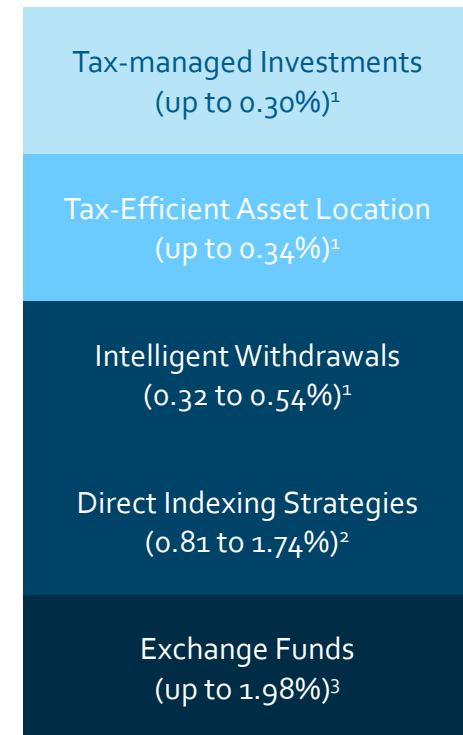 Tax-managed Investments
(up to 0.30%)¹
Tax-Efficient Asset Location
(up to 0.34%)¹
Intelligent Withdrawals
(0.32 to 0.54%)¹
Direct Indexing Strategies
(0.81 to 1.74%)²
Exchange Funds
(up to 1.98%)³